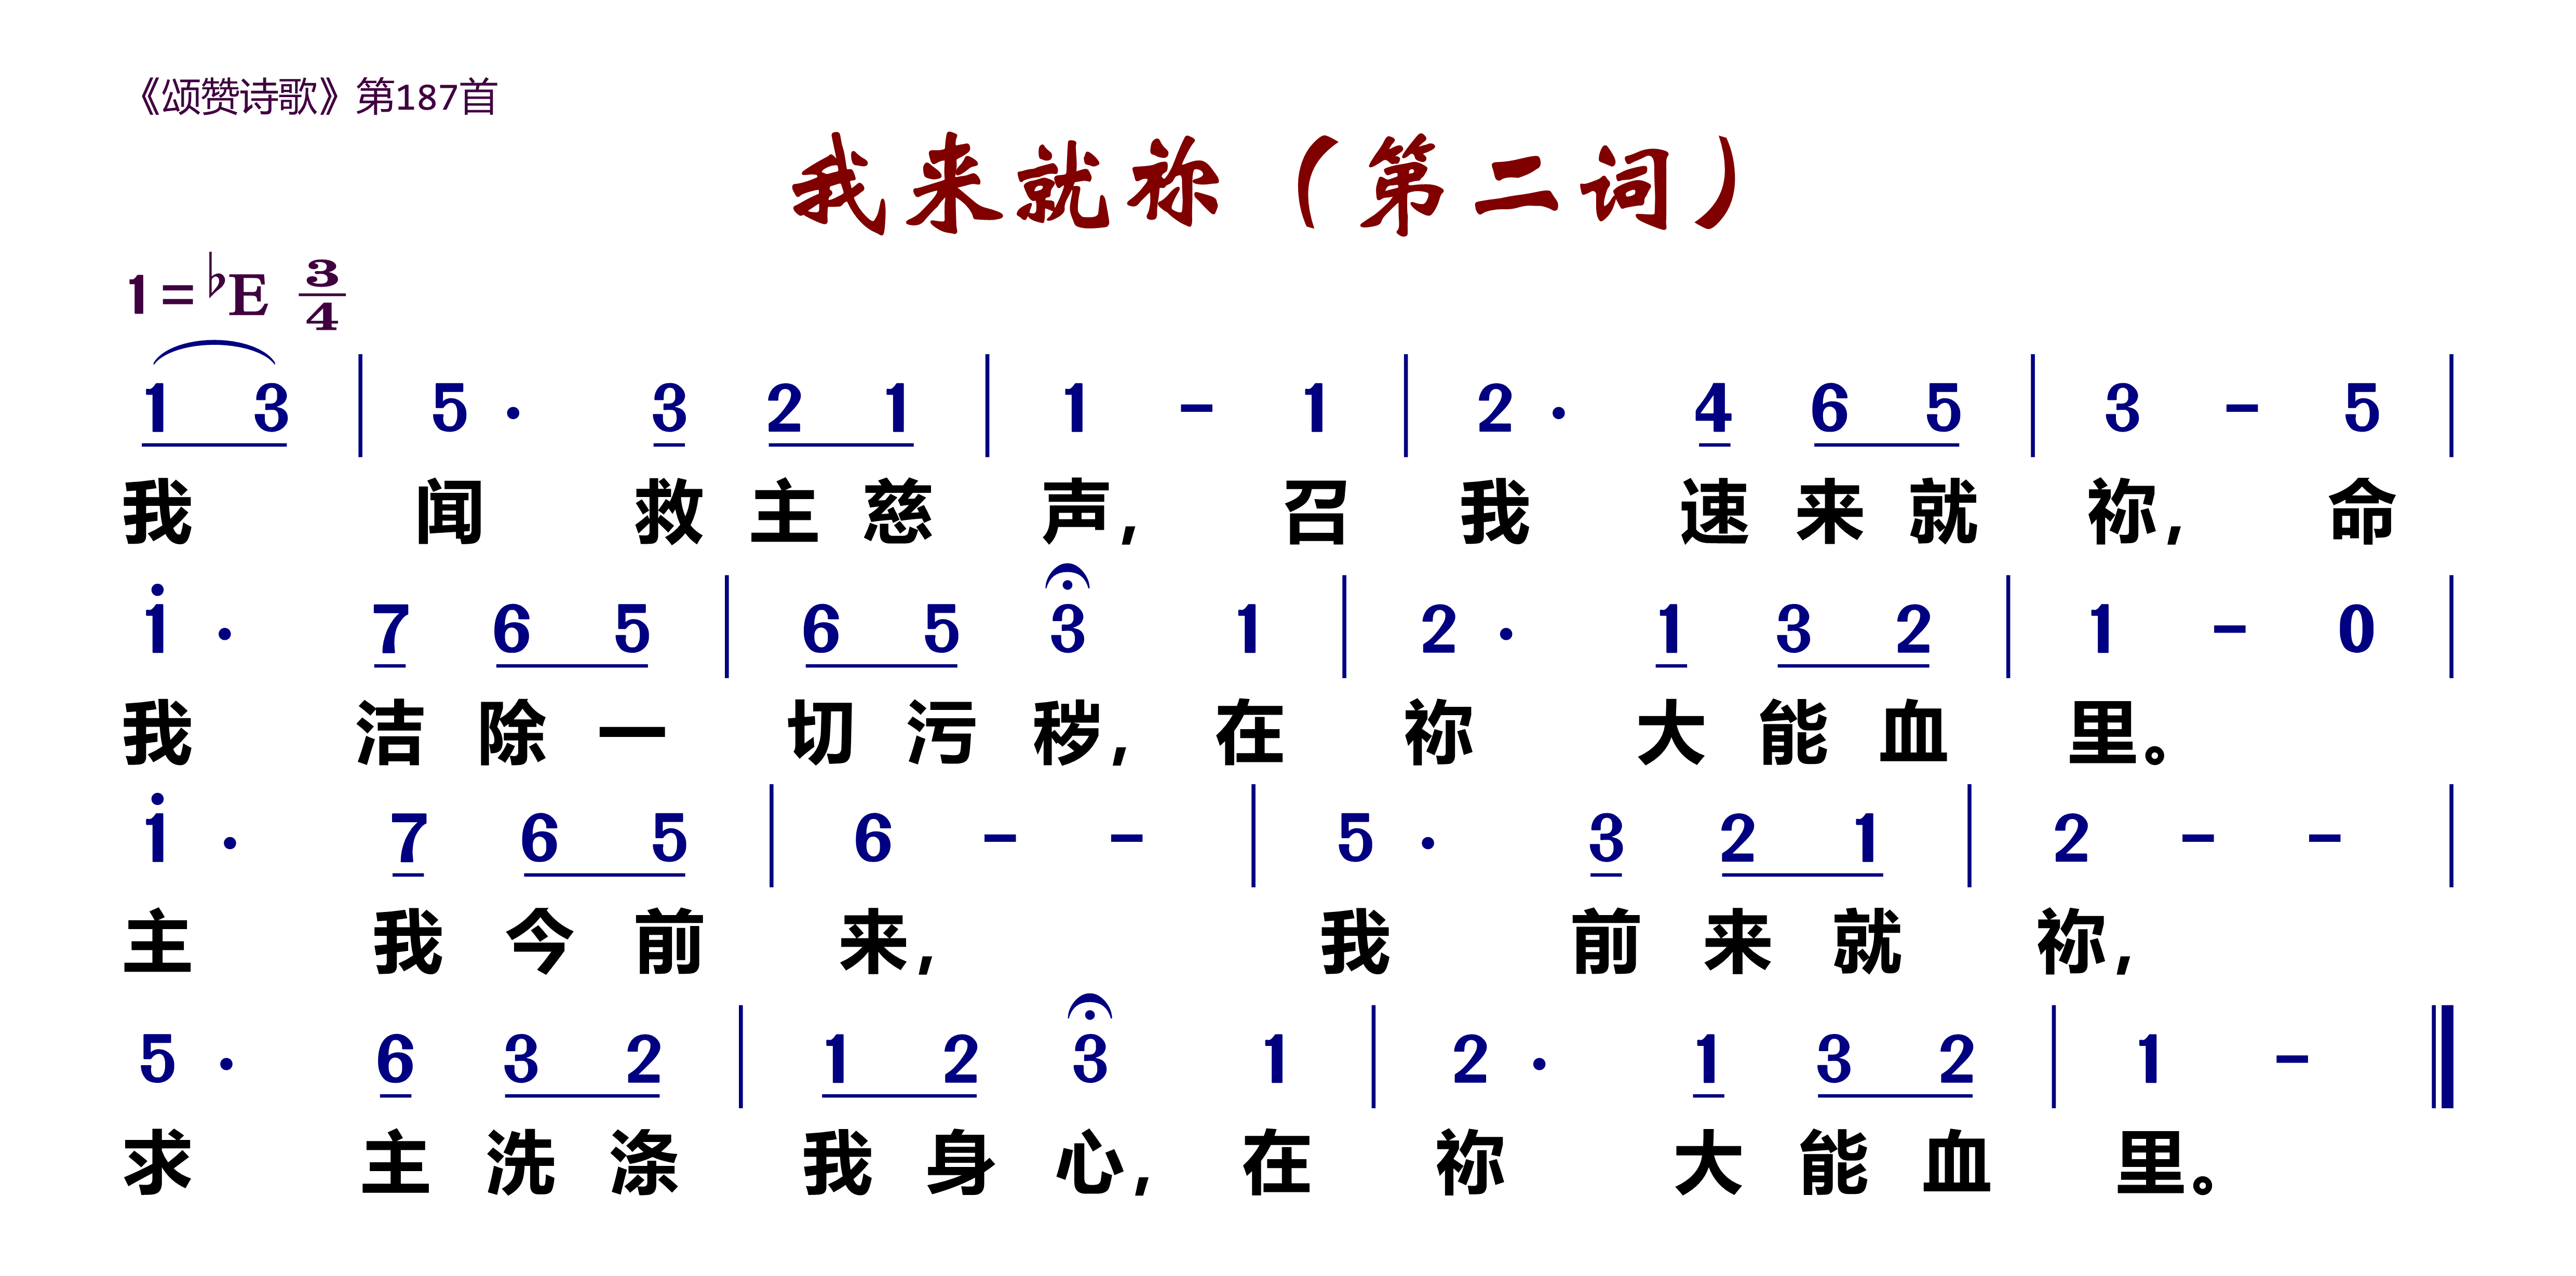 《颂赞诗歌》第187首
我来就祢（第二词）
1=♭E 3/4
1 3 | 5 · 3 2 1 | 1 - 1 | 2 · 4 6 5 | 3 - 5 |
我 闻 救 主 慈 声， 召 我 速 来 就 祢， 命
i · 7 6 5 | 6 5 3 1 | 2 · 1 3 2 | 1 - 0 |
我 洁 除 一 切 污 秽， 在 祢 大 能 血 里。
i · 7 6 5 | 6 - - | 5 · 3 2 1 | 2 - - |
主 我 今 前 来， 我 前 来 就 祢，
5 · 6 3 2 | 1 2 3 1 | 2 · 1 3 2 | 1 - ‖
求 主 洗 涤 我 身 心， 在 祢 大 能 血 里。